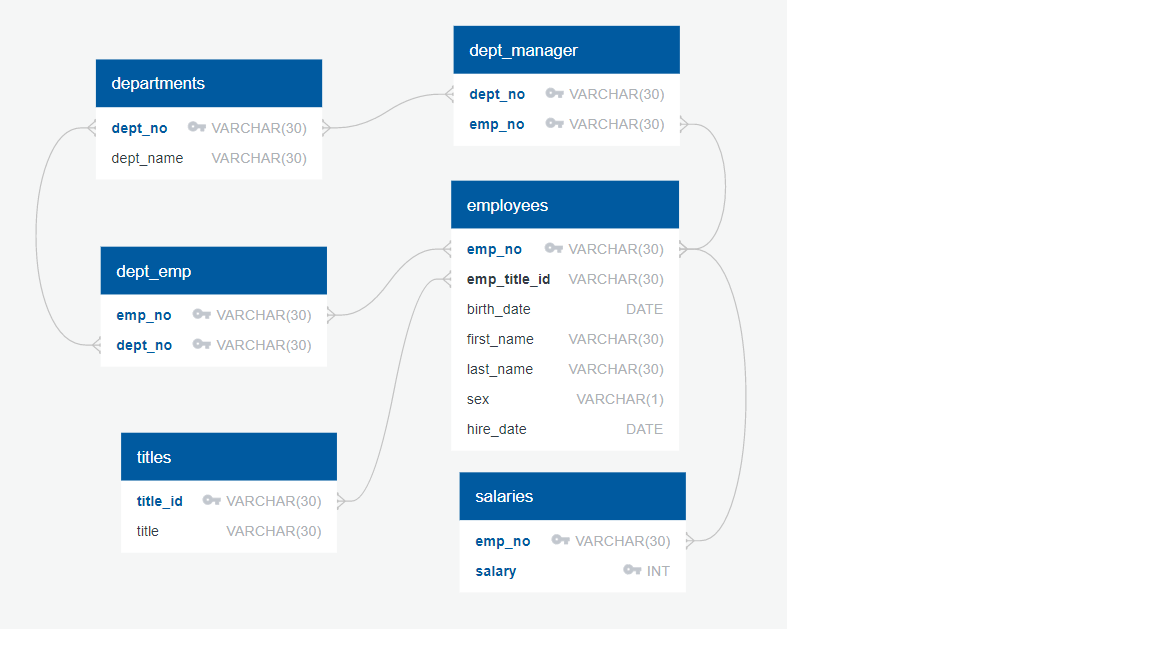 departments
dept_no VARCHAR(30)
dept_name VARCHAR(30)
dept_manager
dept_no VARCHAR(30)
emp_no VARCHAR(30)
dept_emp
emp_no VARCHAR(30)
dept_no VARCHAR(30)
employees
emp_no VARCHAR(30)
emp_title_id VARCHAR(30)
birth_date DATE
first_name VARCHAR(30)
last_name VARCHAR(30)
sex VARCHAR(1)
hire_date DATE
titles
title_id VARCHAR(30)
title VARCHAR(30)
salaries
emp_no VARCHAR(30)
salary INT